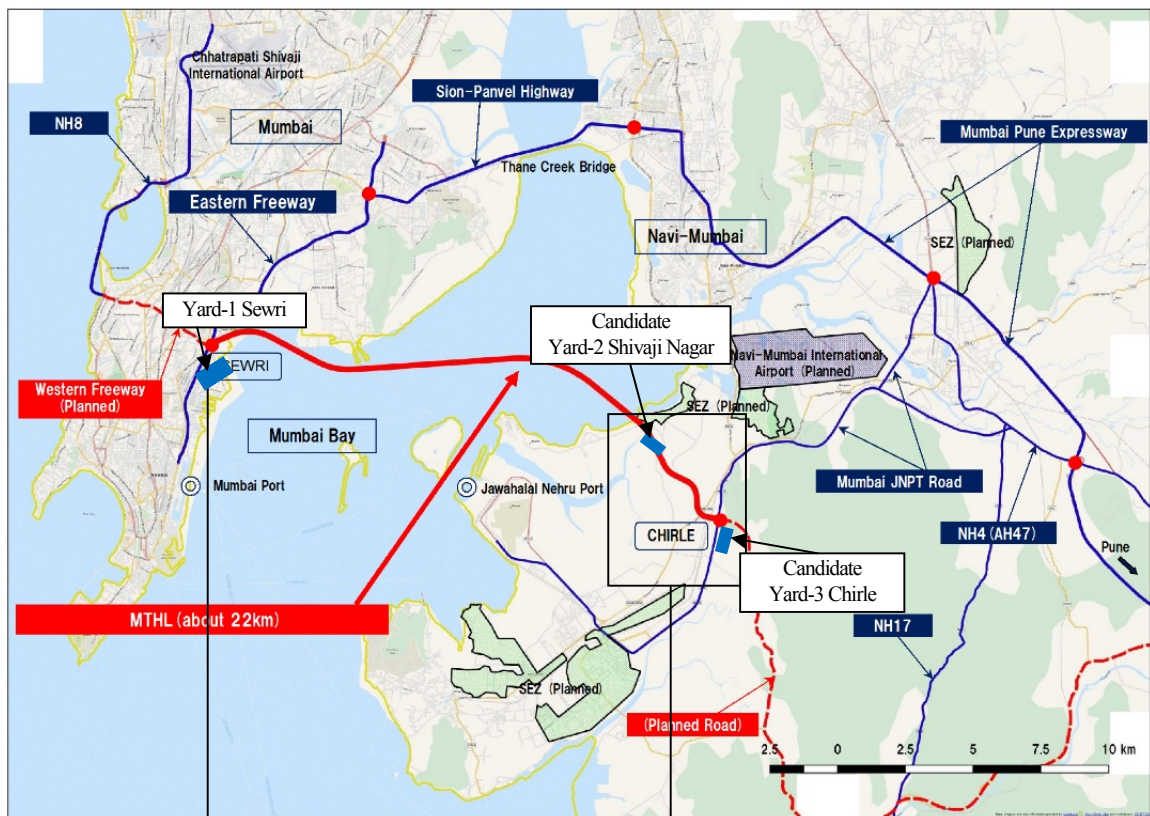 Chhatrapati Shivaji
International Airport
Sion-Panvel Highway
NH8
Mumbai
Mumbai Pune Expressway
Thane Creek Bridge
Eastern Freeway
Navi-Mumbai
SEZ (Planned)
Yard-1 Sewri
Candidate
Yard-2 Shivaji Nagar
Navi-Mumbai International
Airport (Planned)
SEWRI
Western Freeway
(Planned)
SEZ (Planned)
Mumbai Bay
Mumbai JNPT Road
Mumbai Port
Jawahalal Nehru Port
CHIRLE
NH4 (AH47)
Pune
Candidate
Yard-3 Chirle
MTHL (about 22km)
NH17
SEZ (Planned)
(Planned Road)
2.5 0 2.5 5 7.5 10 km